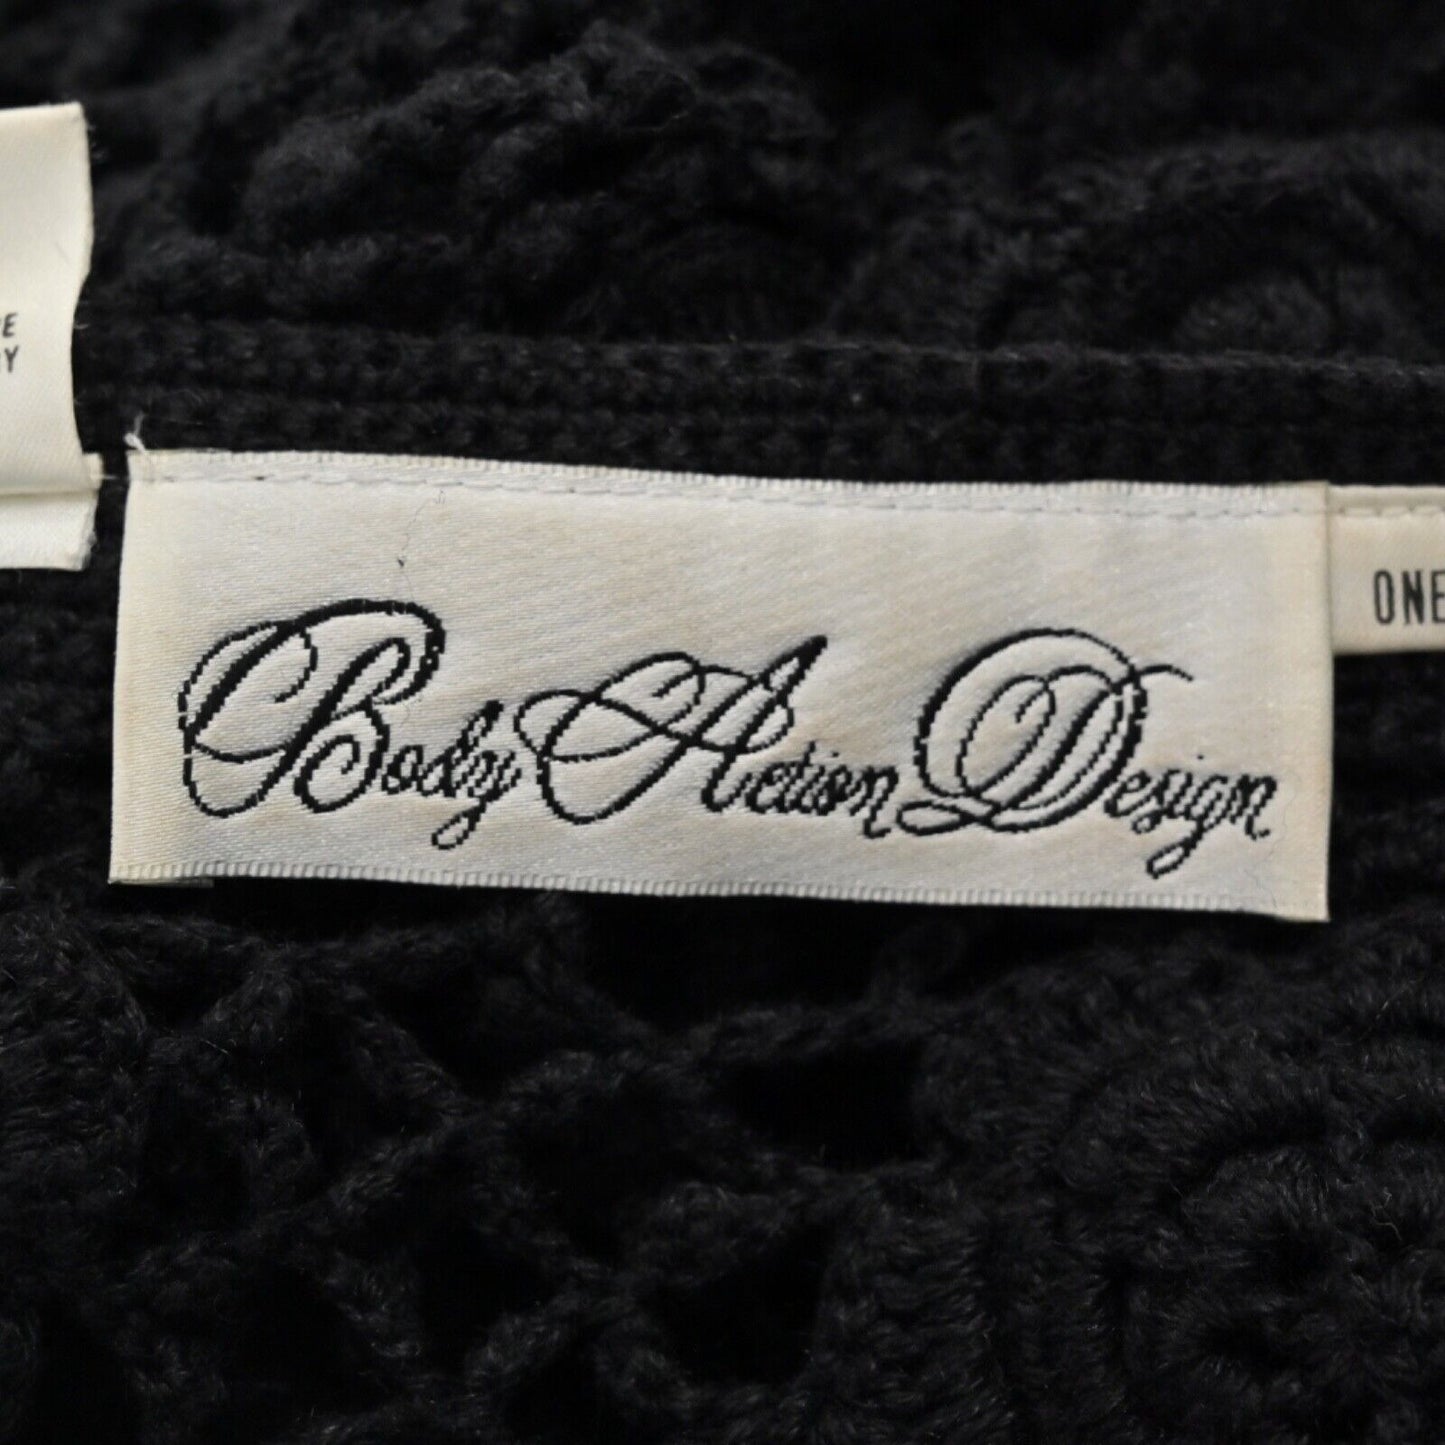 Body Action Design
ONE